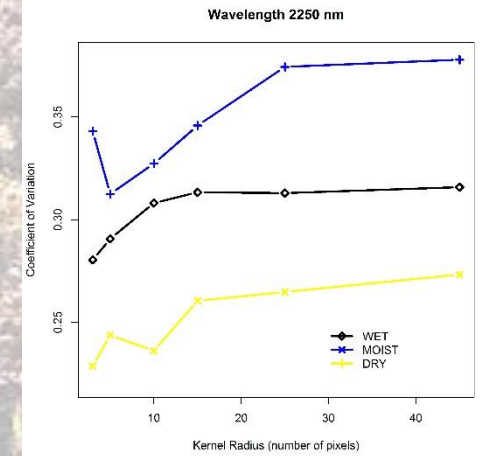 Wavelength 2250 nm
Coefficient of Variation
0.35
0.30
0.25
WET
MOIST
DRY
10 20 30 40
Kernel Radius (number of pixels)